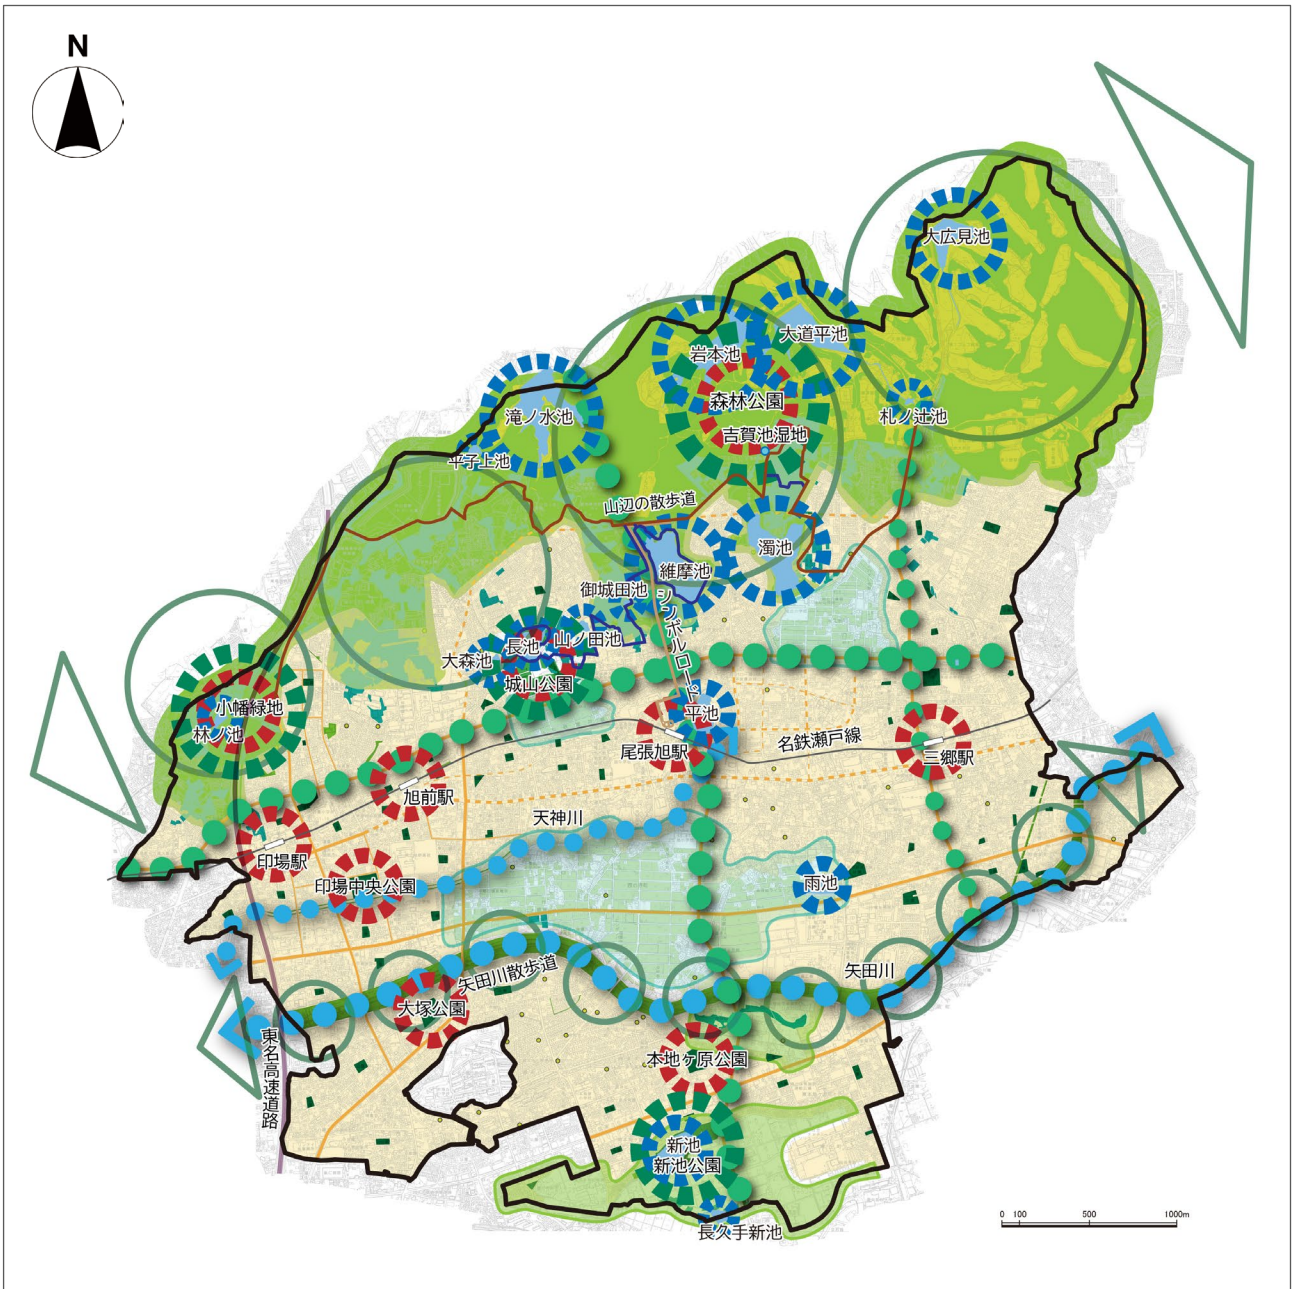 N
大広見池
大道平池
岩本池
森林公園
札ノ辻池
滝ノ水池
吉賀池湿地
平子上池
山辺の散歩道
濁池
維摩池
御城田池
シンボルロード
山ノ田池
長池
大森池
城山公園
小幡緑地
林ノ池
平池
尾張旭駅
名鉄瀬戸線
三郷駅
旭前駅
天神川
印場駅
印場中央公園
雨池
矢田川
矢田川散歩道
大塚公園
東名高速道路
本地ヶ原公園
新池
新池公園
長久手新池
0 100 500 1000m